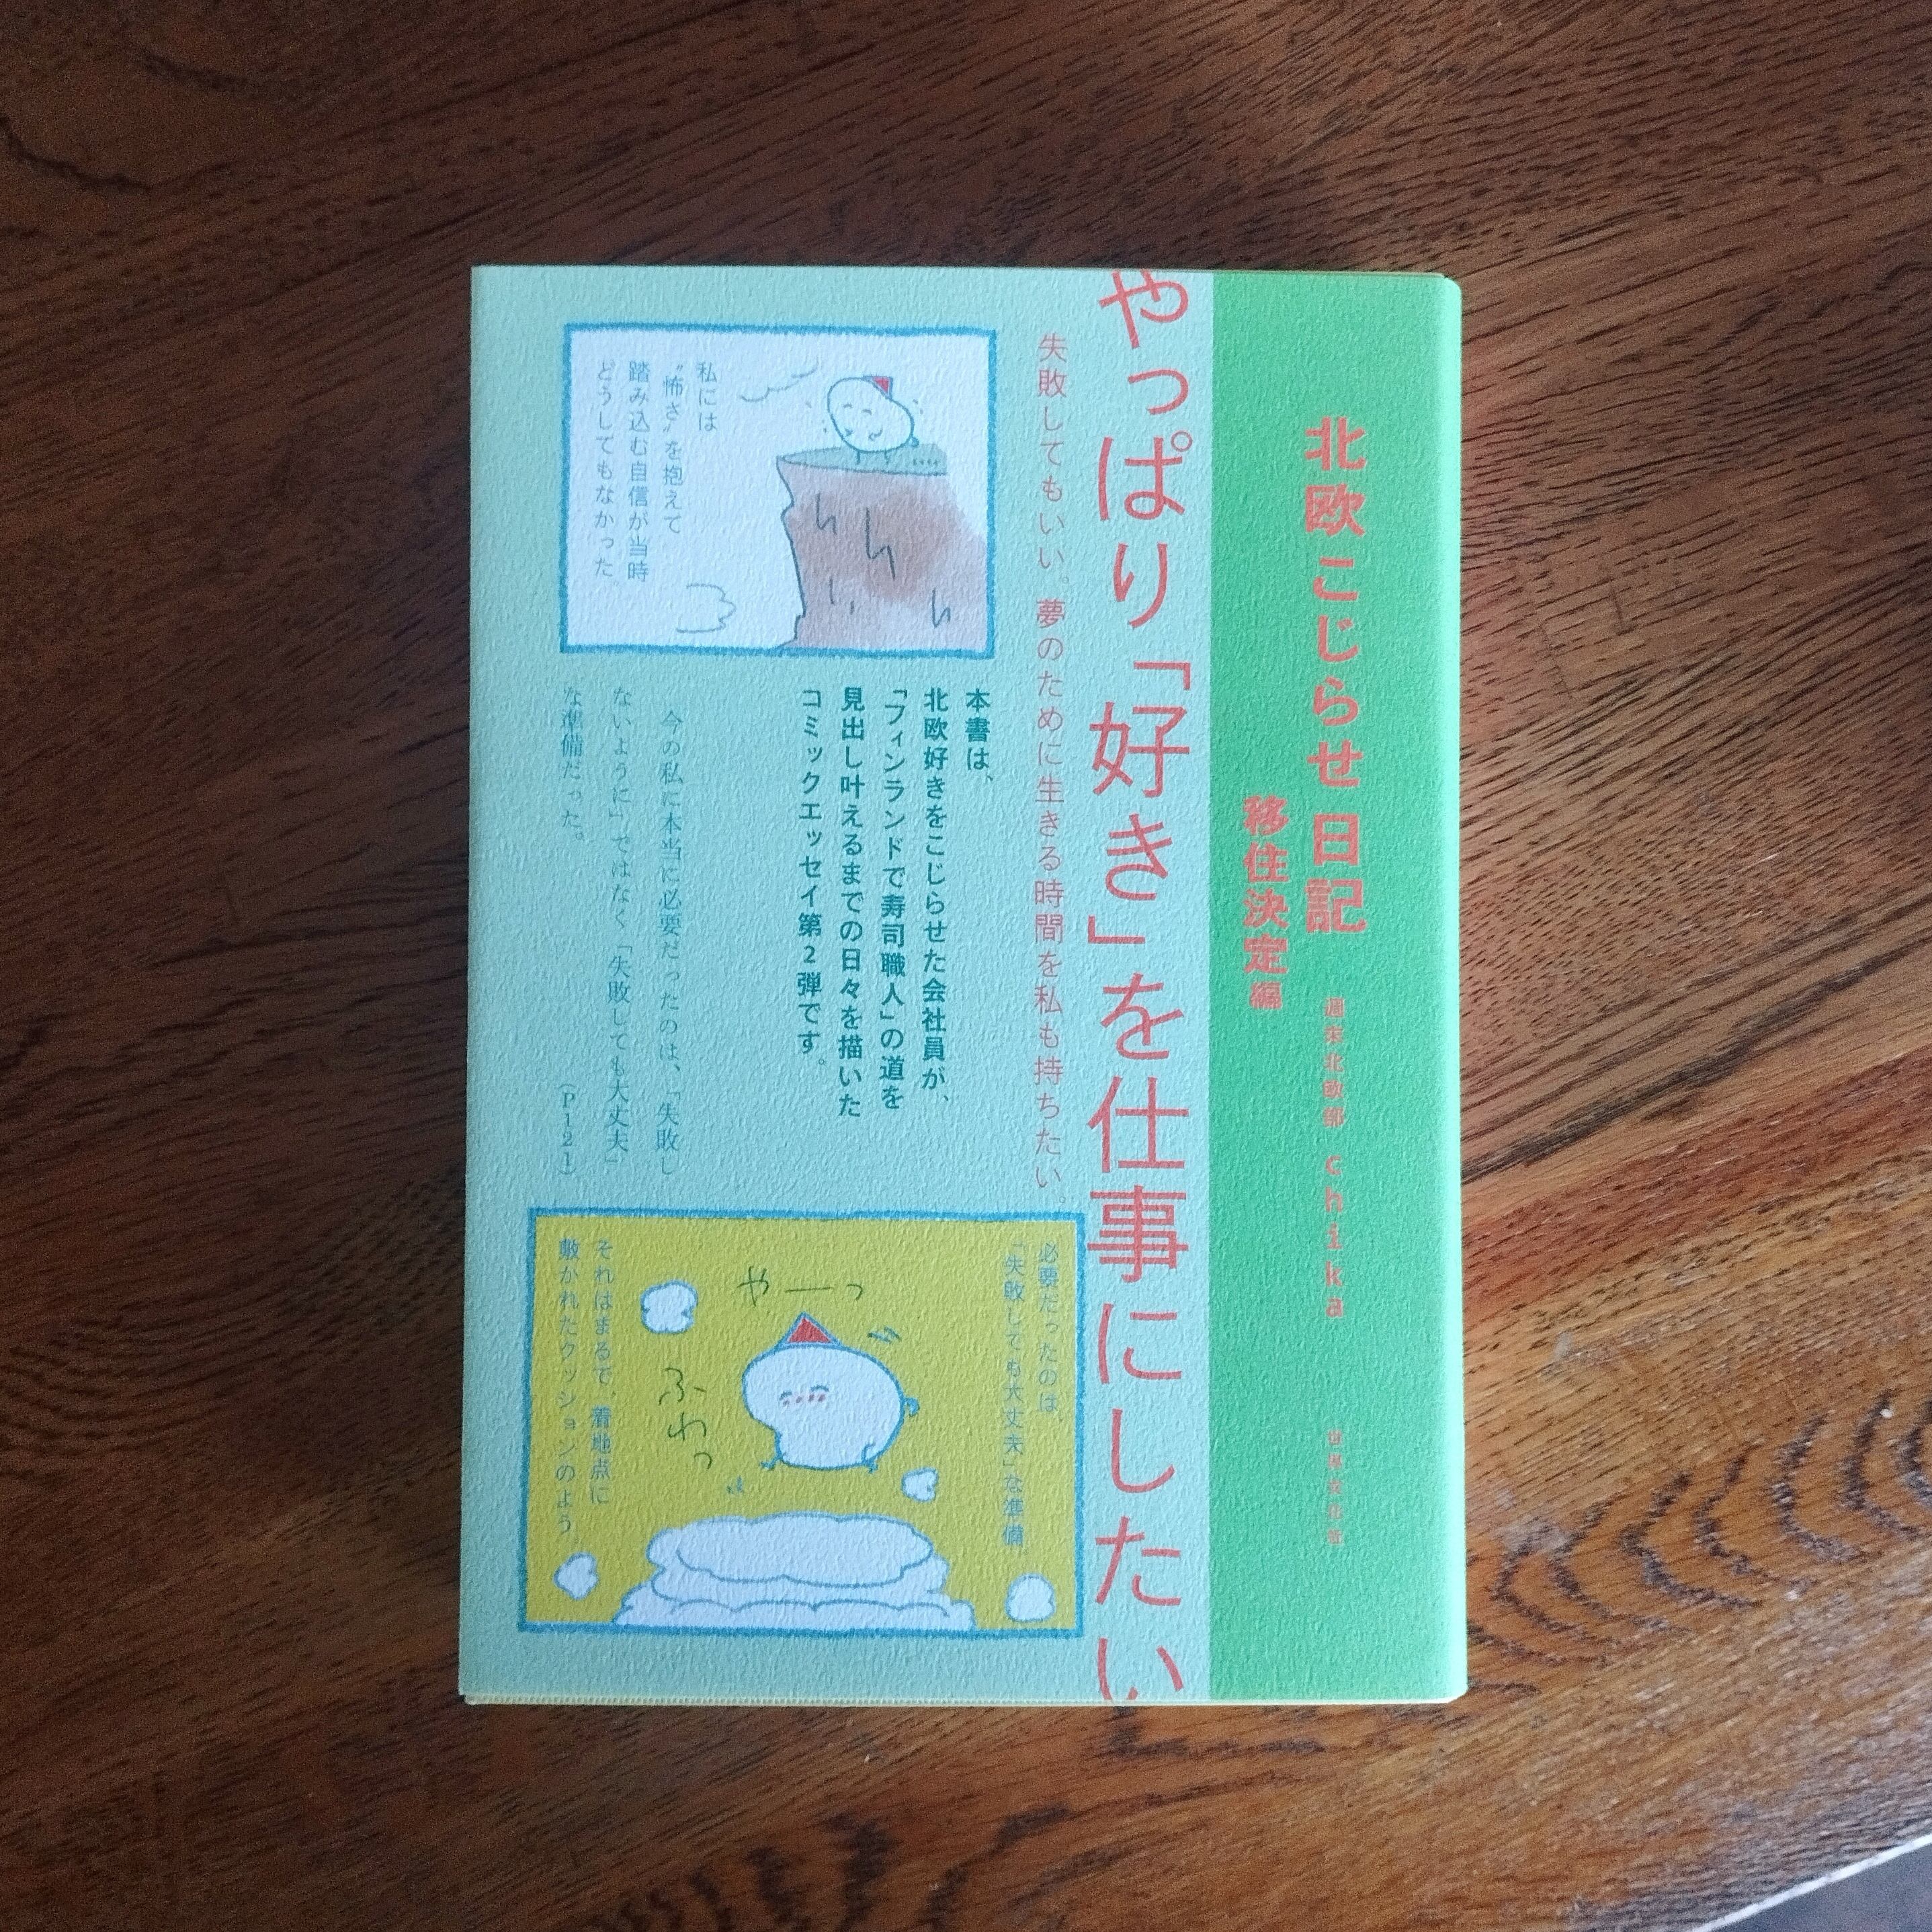 北欧こじらせ日記
移住決定編
週末北欧部 chika
世界文化社
やっぱり「好き」を仕事にしたい
失敗してもいい。夢のために生きる時間を私も持ちたい。
私には
“怖さ”を抱えて
踏み込む自信が当時
どうしてもなかった
本書は、
北欧好きをこじらせた会社員が、
「フィンランドで寿司職人」の道を
見出し叶えるまでの日々を描いた
コミックエッセイ第2弾です。
今の私に本当に必要だったのは、「失敗し
ないように」ではなく「失敗しても大丈夫」
な準備だった。
(P121)
必要だったのは、
「失敗しても大丈夫」な準備
やーっ
ふわっ
それはまるで、着地点に
敷かれたクッションのよう